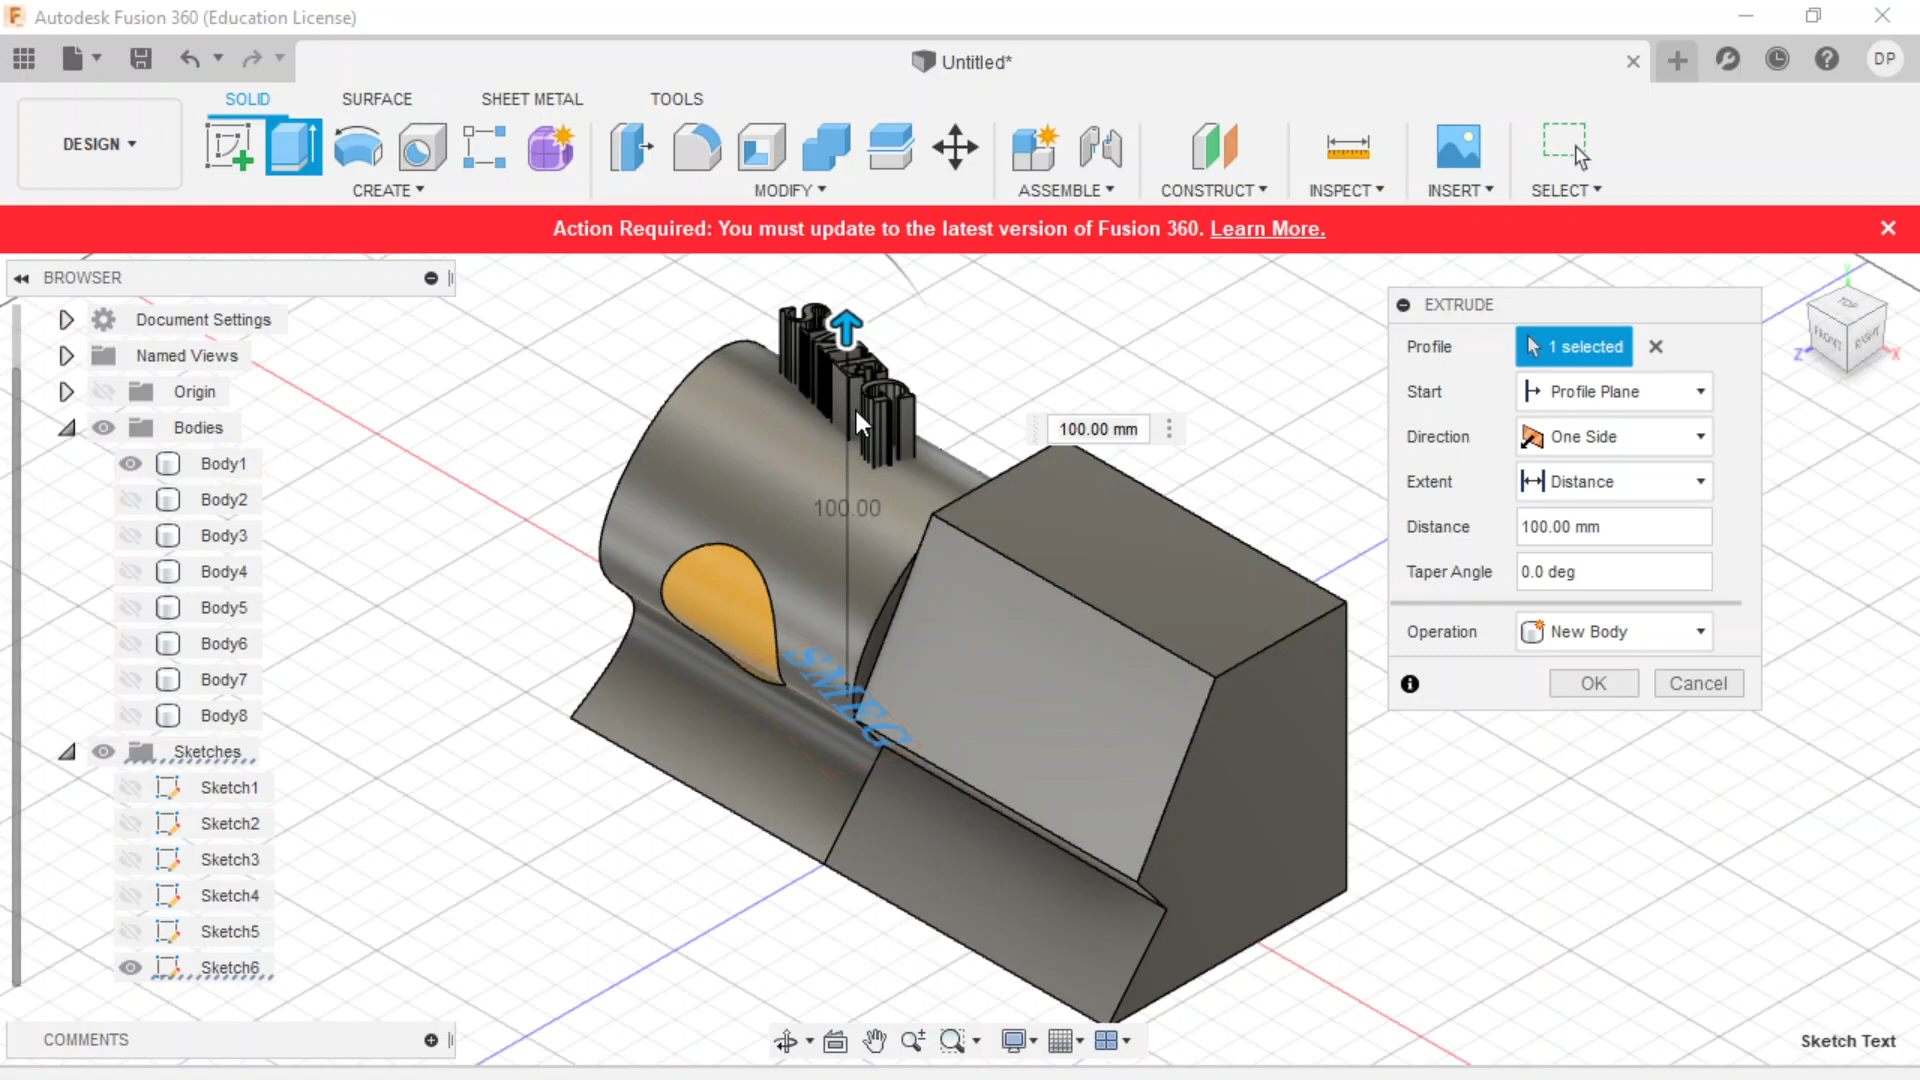 Autodesk Fusion 360 (Education License)
Untitled*
DP
DESIGN
SOLID
SURFACE
SHEET METAL
TOOLS
CREATE
MODIFY
ASSEMBLE
CONSTRUCT
INSPECT
INSERT
SELECT
Action Required: You must update to the latest version of Fusion 360. Learn More.
BROWSER
Document Settings
Named Views
Origin
Bodies
Body1
Body2
Body3
Body4
Body5
Body6
Body7
Body8
Sketches
Sketch1
Sketch2
Sketch3
Sketch4
Sketch5
Sketch6
COMMENTS
100.00 mm
100.00
SMEG
EXTRUDE
Profile
1 selected
Start
Profile Plane
Direction
One Side
Extent
Distance
Distance
100.00 mm
Taper Angle
0.0 deg
Operation
New Body
OK
Cancel
TOP
FRONT
RIGHT
Z
X
Sketch Text